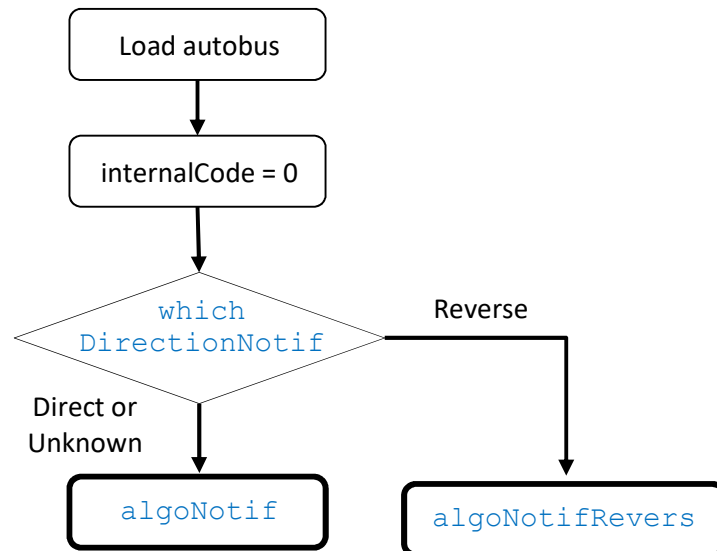 Load autobus
internalCode = 0
which
DirectionNotif
Reverse
Direct or
Unknown
algoNotif
algoNotifRevers